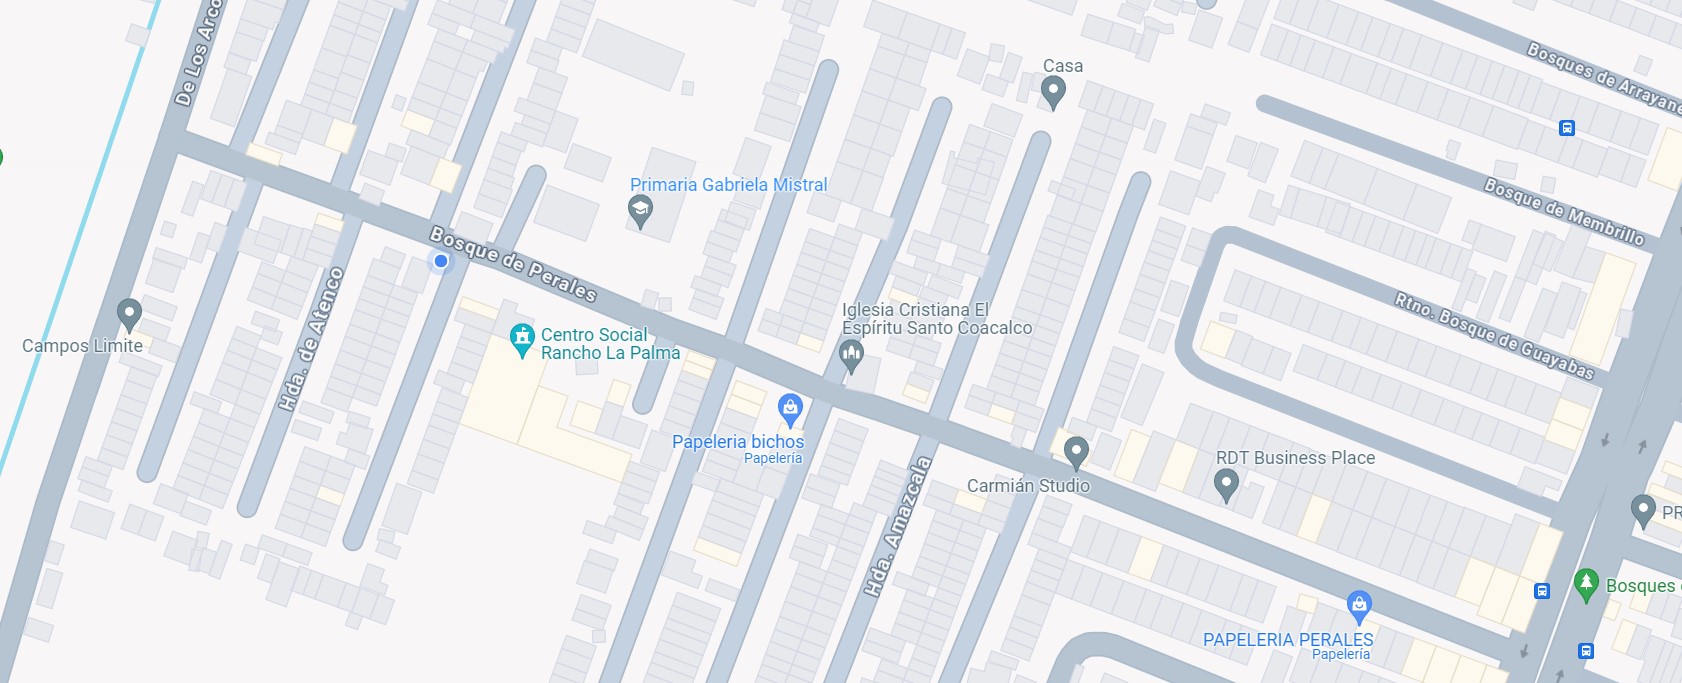 De Los Arco
Casa
Bosques de Arrayane
Primaria Gabriela Mistral
Bosque de Membrillo
Bosque de Perales
Hda. de Atenco
Campos Limite
Centro Social
Rancho La Palma
Iglesia Cristiana El
Espíritu Santo Coacalco
Rtno. Bosque de Guayabas
Papeleria bichos
Papelería
Hda. Amazcala
Carmián Studio
RDT Business Place
PR
Bosques
PAPELERIA PERALES
Papelería